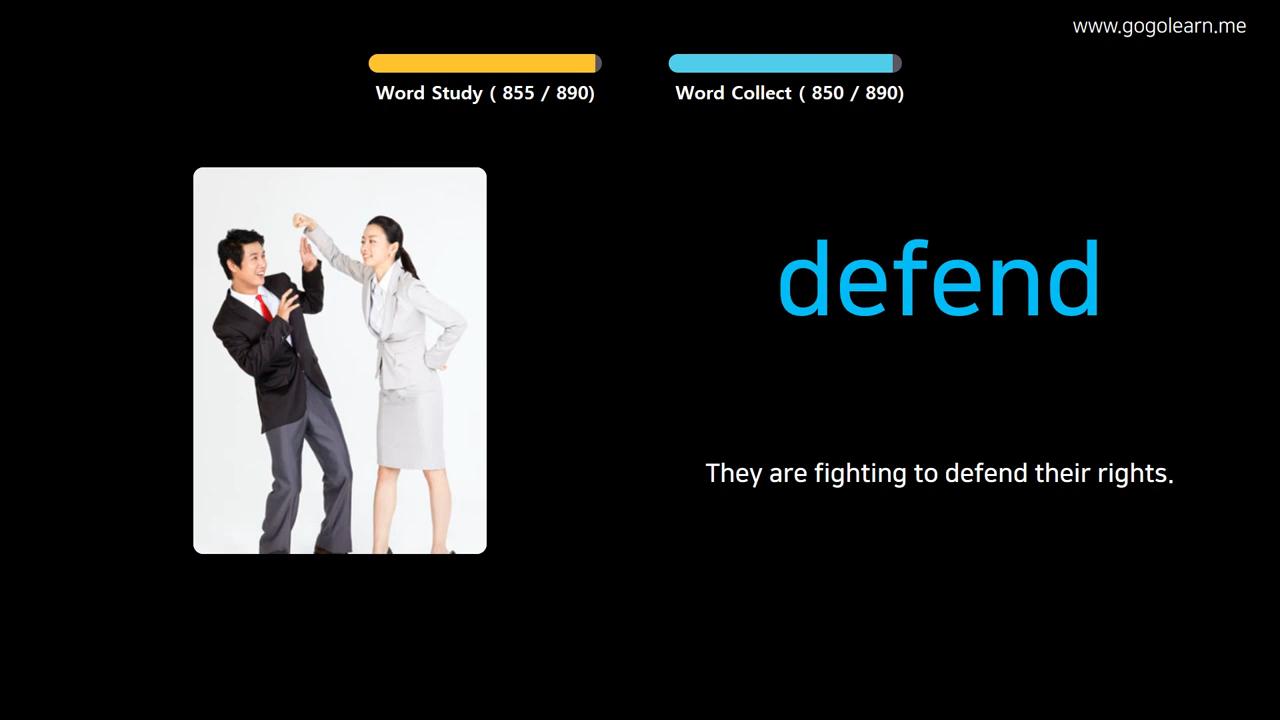 www.gogolearn.me
Word Study ( 855 / 890)
Word Collect ( 850 / 890)
defend
They are fighting to defend their rights.